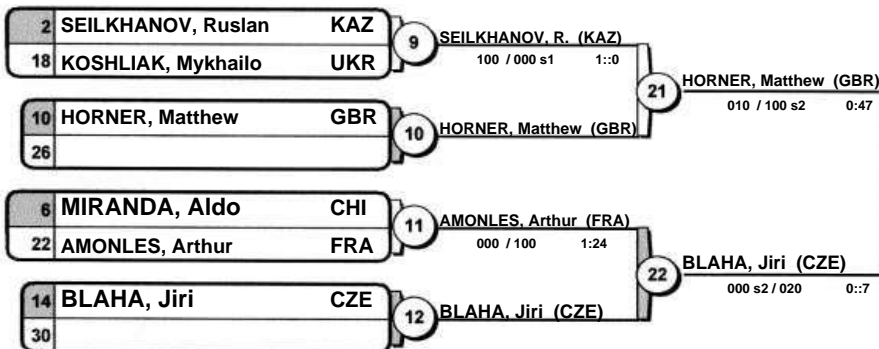 2 SEILKHANOV, Ruslan KAZ
18 KOSHLIAK, Mykhailo UKR
9
SEILKHANOV, R. (KAZ)
100 / 000 s1 1::0
10 HORNER, Matthew GBR
26
10
HORNER, Matthew (GBR)
21
HORNER, Matthew (GBR)
010 / 100 s2 0:47
6 MIRANDA, Aldo CHI
22 AMONLES, Arthur FRA
11
AMONLES, Arthur (FRA)
000 / 100 1:24
14 BLAHA, Jiri CZE
30
12
BLAHA, Jiri (CZE)
22
BLAHA, Jiri (CZE)
000 s2 / 020 0::7